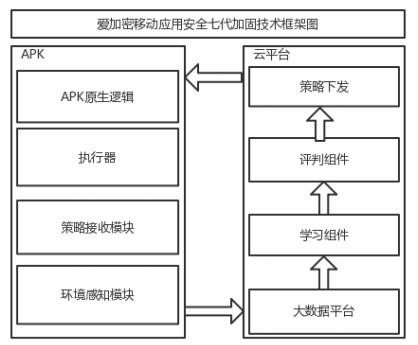 爱加密移动应用安全七代加固技术框架图
APK
APK原生逻辑
执行器
策略接收模块
环境感知模块
云平台
策略下发
评判组件
学习组件
大数据平台